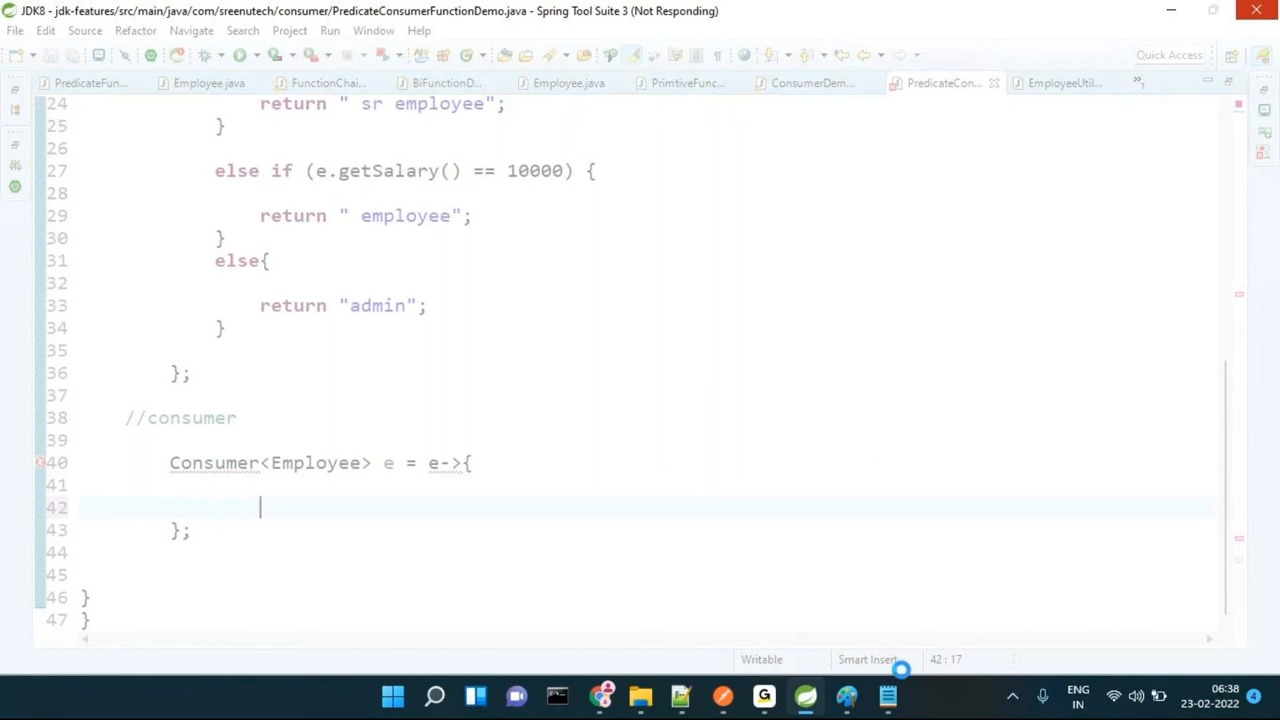 JDK8 - jdk-features/src/main/java/com/sreenutech/consumer/PredicateConsumerFunctionDemo.java - Spring Tool Suite 3 (Not Responding)
File Edit Source Refactor Navigate Search Project Run Window Help
Quick Access
PredicateFun... Employee.java FunctionChai... BiFunctionD... Employee.java PrimtiveFunc... ConsumerDem... PredicateCon... EmployeeUtil... »1
24 return " sr employee";
25 }
26
27 else if (e.getSalary() == 10000) {
28
29 return " employee";
30 }
31 else{
32
33 return "admin";
34 }
35
36 };
37
38 //consumer
39
40 Consumer<Employee> e = e->{
41
42
43 };
44
45
46 }
47 }
Writable Smart Insert 42 : 17
ENG
IN
06:38
23-02-2022
4